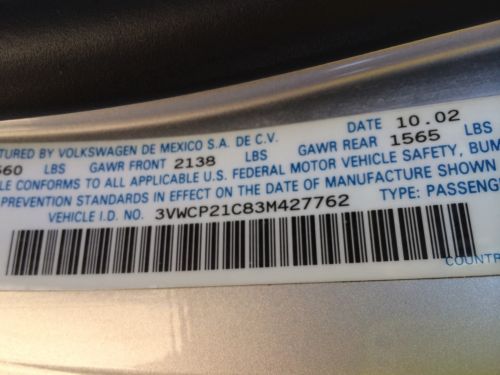 TURED BY VOLKSWAGEN DE MEXICO S.A. DE C.V. DATE 10.02
560 LBS GAWR FRONT 2138 LBS GAWR REAR 1565 LBS
LE CONFORMS TO ALL APPLICABLE U.S. FEDERAL MOTOR VEHICLE SAFETY, BUM
PREVENTION STANDARDS IN EFFECT ON THE DATE OF MANUFACTURE SHOWN
VEHICLE I.D. NO. 3VWCP21C83M427762 TYPE: PASSENG
COUNTR